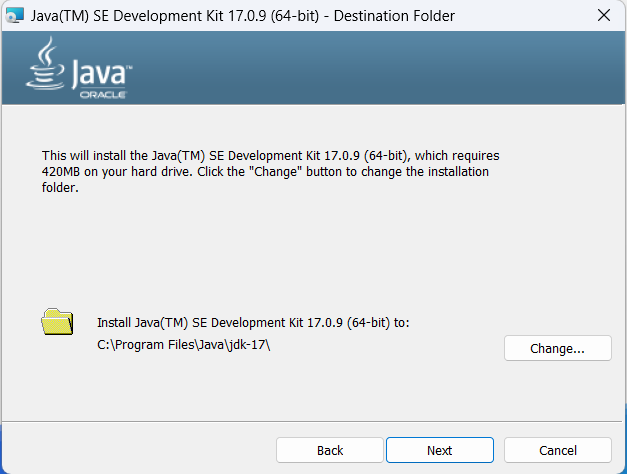 Java(TM) SE Development Kit 17.0.9 (64-bit) - Destination Folder
Java™
ORACLE
This will install the Java(TM) SE Development Kit 17.0.9 (64-bit), which requires
420MB on your hard drive. Click the "Change" button to change the installation
folder.
Install Java(TM) SE Development Kit 17.0.9 (64-bit) to:
C:\Program Files\Java\jdk-17\
Change...
Back
Next
Cancel